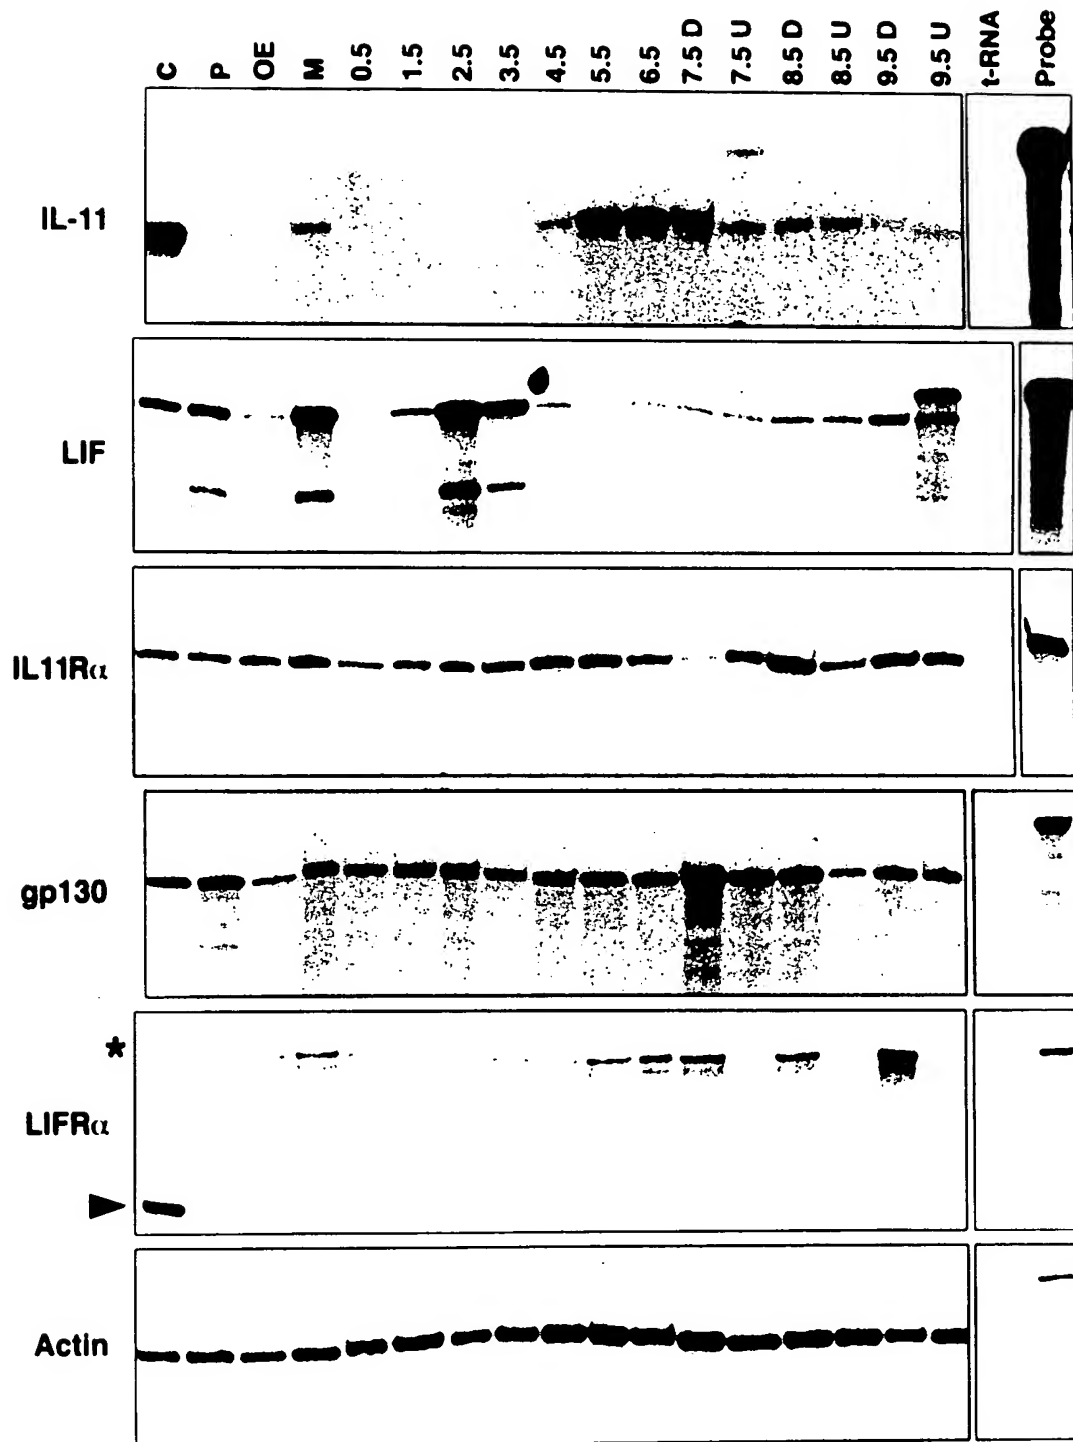 C P OE M 0.5 1.5 2.5 3.5 4.5 5.5 6.5 7.5 D 7.5 U 8.5 D 8.5 U 9.5 D 9.5 U t-RNA Probe
IL-11
LIF
IL11Rα
gp130
*
LIFRα
Actin